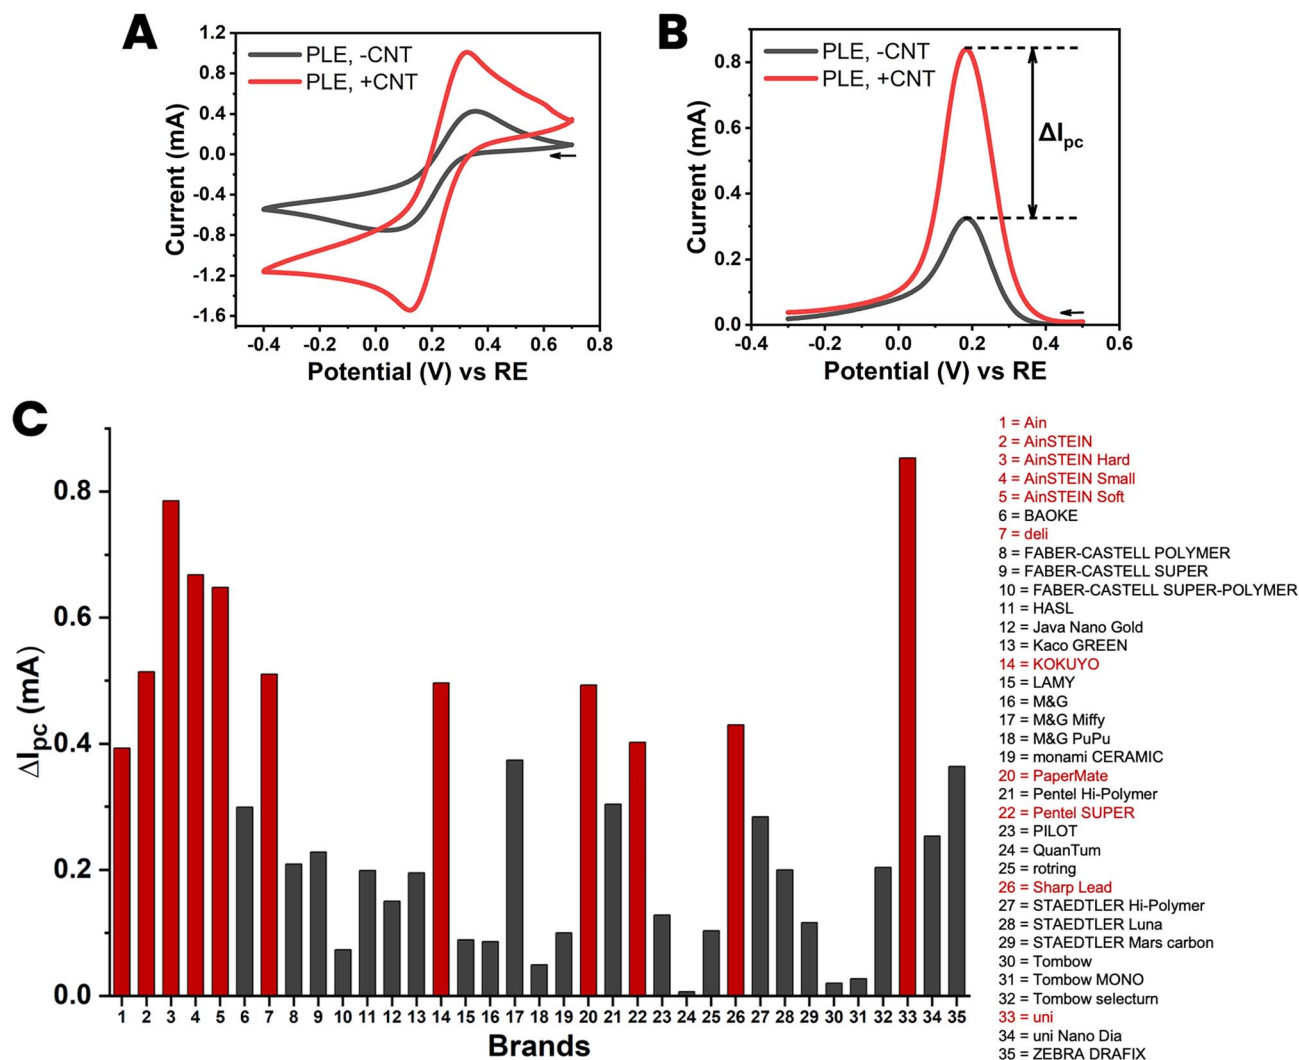 A
PLE, -CNT
PLE, +CNT
1.2
0.8
0.4
0.0
-0.4
-0.8
-1.2
-1.6
Current (mA)
-0.4 -0.2 0.0 0.2 0.4 0.6 0.8
Potential (V) vs RE
B
PLE, -CNT
PLE, +CNT
0.8
0.6
0.4
0.2
0.0
Current (mA)
ΔIpc
-0.4 -0.2 0.0 0.2 0.4 0.6
Potential (V) vs RE
C
0.8
0.6
0.4
0.2
0.0
ΔIpc (mA)
1 2 3 4 5 6 7 8 9 10 11 12 13 14 15 16 17 18 19 20 21 22 23 24 25 26 27 28 29 30 31 32 33 34 35
Brands
1 = Ain
2 = AinSTEIN
3 = AinSTEIN Hard
4 = AinSTEIN Small
5 = AinSTEIN Soft
6 = BAOKE
7 = deli
8 = FABER-CASTELL POLYMER
9 = FABER-CASTELL SUPER
10 = FABER-CASTELL SUPER-POLYMER
11 = HASL
12 = Java Nano Gold
13 = Kaco GREEN
14 = KOKUYO
15 = LAMY
16 = M&G
17 = M&G Miffy
18 = M&G PuPu
19 = monami CERAMIC
20 = PaperMate
21 = Pentel Hi-Polymer
22 = Pentel SUPER
23 = PILOT
24 = QuanTum
25 = rotring
26 = Sharp Lead
27 = STAEDTLER Hi-Polymer
28 = STAEDTLER Luna
29 = STAEDTLER Mars carbon
30 = Tombow
31 = Tombow MONO
32 = Tombow selecturn
33 = uni
34 = uni Nano Dia
35 = ZEBRA DRAFIX